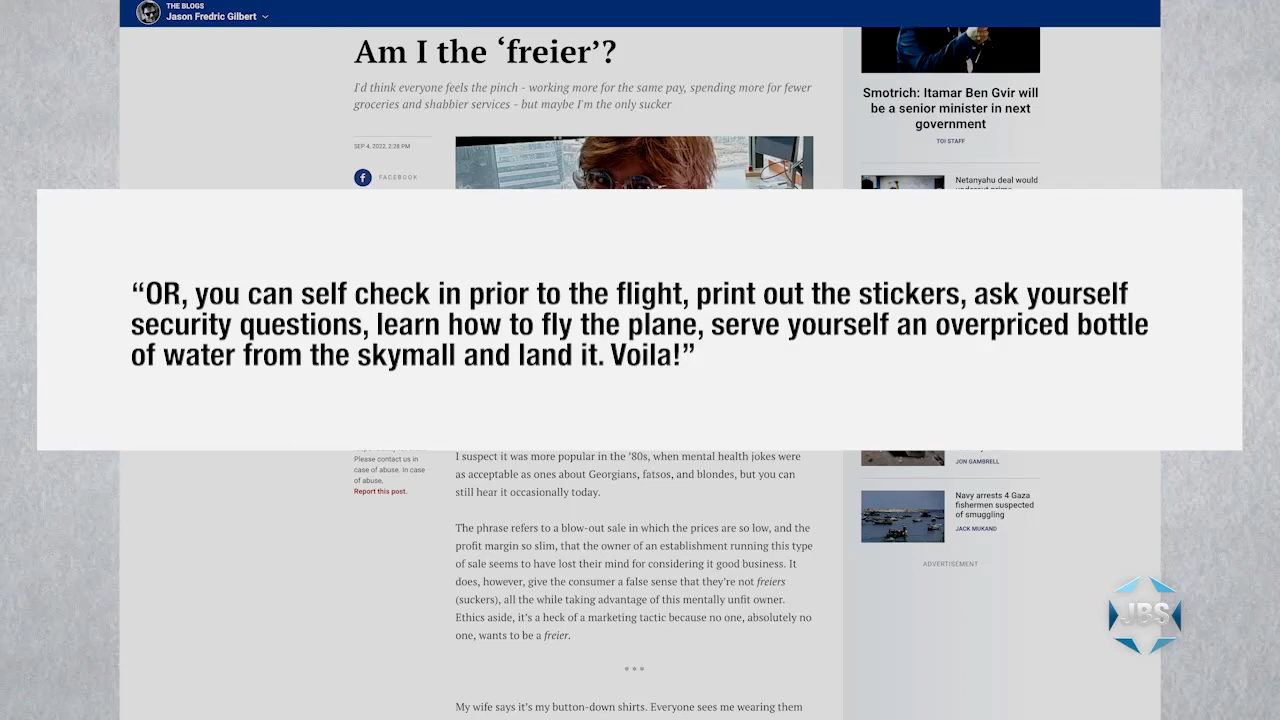 THE BLOGS
Jason Fredric Gilbert
Am I the ‘freier’?
I'd think everyone feels the pinch - working more for the same pay, spending more for fewer
groceries and shabbier services - but maybe I'm the only sucker
SEP 4, 2022, 2:28 PM
FACEBOOK
Smotrich: Itamar Ben Gvir will
be a senior minister in next
government
TOI STAFF
Netanyahu deal would
“OR, you can self check in prior to the flight, print out the stickers, ask yourself
security questions, learn how to fly the plane, serve yourself an overpriced bottle
of water from the skymall and land it. Voila!”
Please contact us in
case of abuse. In case
of abuse,
Report this post.
I suspect it was more popular in the ’80s, when mental health jokes were
as acceptable as ones about Georgians, fatsos, and blondes, but you can
still hear it occasionally today.
The phrase refers to a blow-out sale in which the prices are so low, and the
profit margin so slim, that the owner of an establishment running this type
of sale seems to have lost their mind for considering it good business. It
does, however, give the consumer a false sense that they’re not freiers
(suckers), all the while taking advantage of this mentally unfit owner.
Ethics aside, it’s a heck of a marketing tactic because no one, absolutely no
one, wants to be a freier.
My wife says it’s my button-down shirts. Everyone sees me wearing them
JON GAMBRELL
Navy arrests 4 Gaza
fishermen suspected
of smuggling
JACK MUKAND
ADVERTISEMENT
JBS